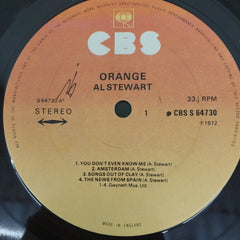 CBS
ORANGE
AL STEWART
S 64730 A¹
STEREO
1
33⅓ RPM
CBS S 64730
℗1972
1. YOU DON'T EVEN KNOW ME (A. Stewart)
2. AMSTERDAM (A. Stewart)
3. SONGS OUT OF CLAY (A. Stewart)
4. THE NEWS FROM SPAIN (A. Stewart)
1-4 Gwyneth Mus. Ltd.
MADE IN ENGLAND